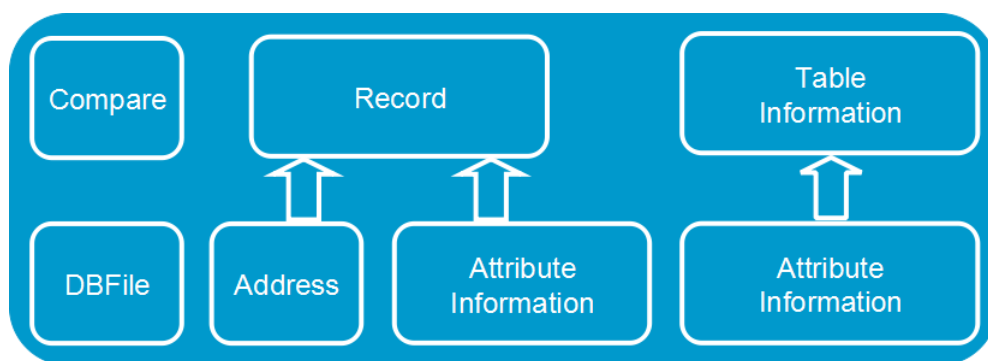 Compare
Record
Table
Information
DBFile
Address
Attribute
Information
Attribute
Information